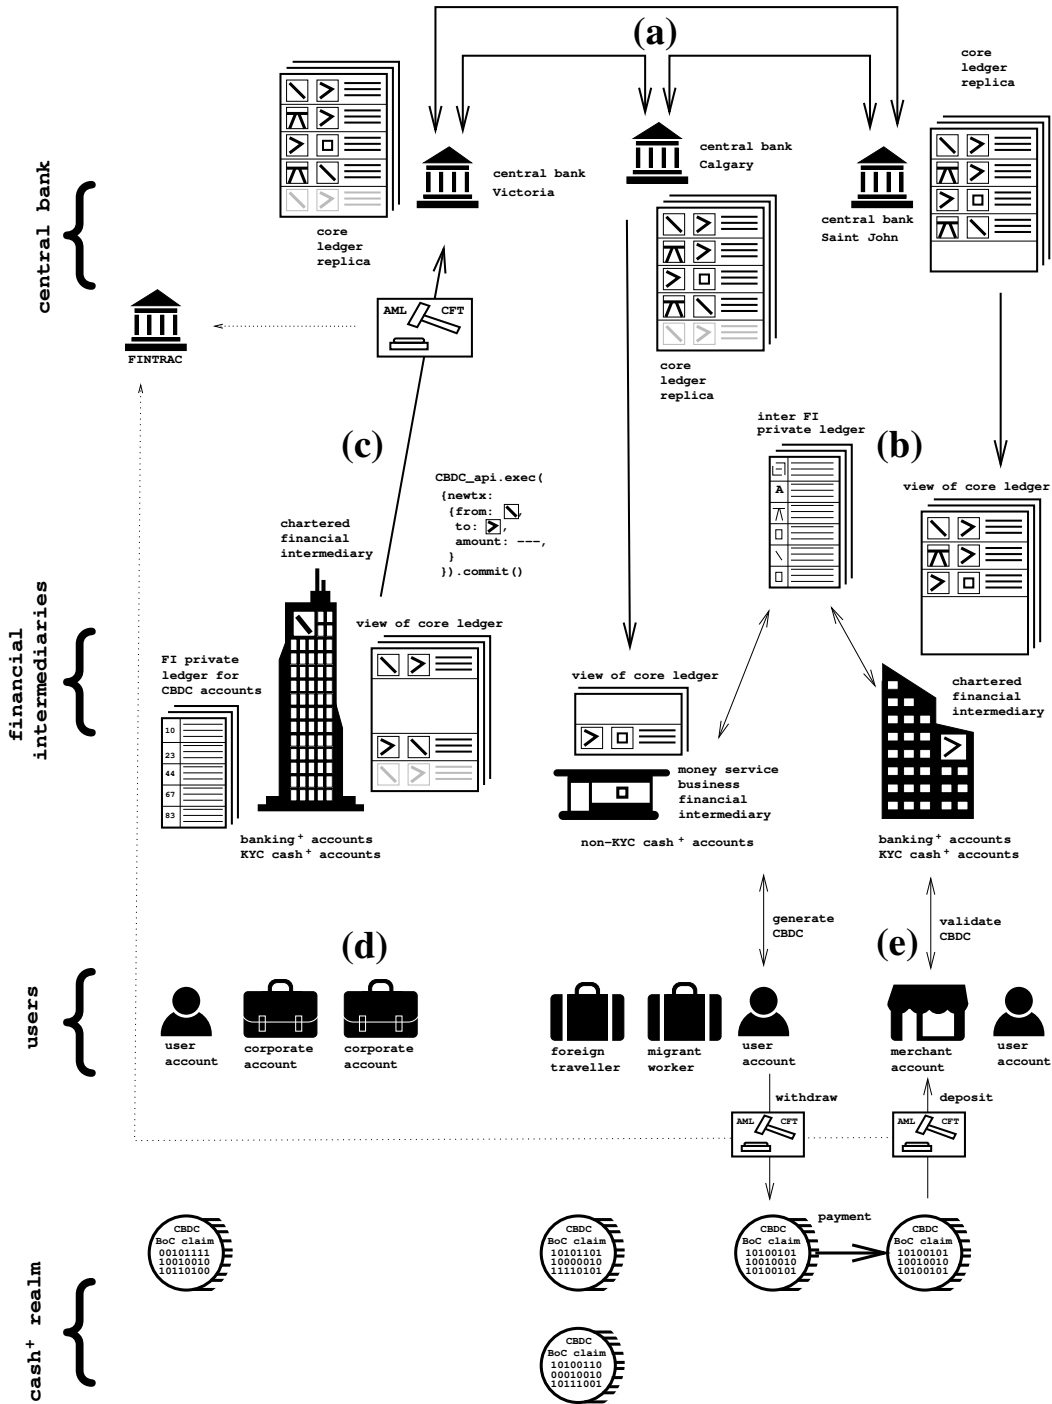 (a)
core
ledger
replica
central bank
Victoria
central bank
Calgary
central bank
Saint John
core
ledger
replica
core
ledger
replica
central bank
AML CFT
FINTRAC
(c)
CBDC_api.exec(
{newtx:
{from: ,
to: ,
amount: ---,
}
}).commit()
inter FI
private ledger
A
(b)
view of core ledger
chartered
financial
intermediary
view of core ledger
FI private
ledger for
CBDC accounts
10
23
44
67
83
banking+ accounts
KYC cash+ accounts
view of core ledger
money service
business
financial
intermediary
non-KYC cash+ accounts
chartered
financial
intermediary
banking+ accounts
KYC cash+ accounts
financial
intermediaries
generate
CBDC
validate
CBDC
(d)
(e)
users
user
account
corporate
account
corporate
account
foreign
traveller
migrant
worker
user
account
merchant
account
user
account
withdraw
deposit
AML CFT
AML CFT
payment
CBDC
BoC claim
00101111
10010010
10110100
CBDC
BoC claim
10101101
10000010
11110101
CBDC
BoC claim
10100101
10010010
10100101
CBDC
BoC claim
10100101
10010010
10100101
cash+ realm
CBDC
BoC claim
10100110
00010010
10111001